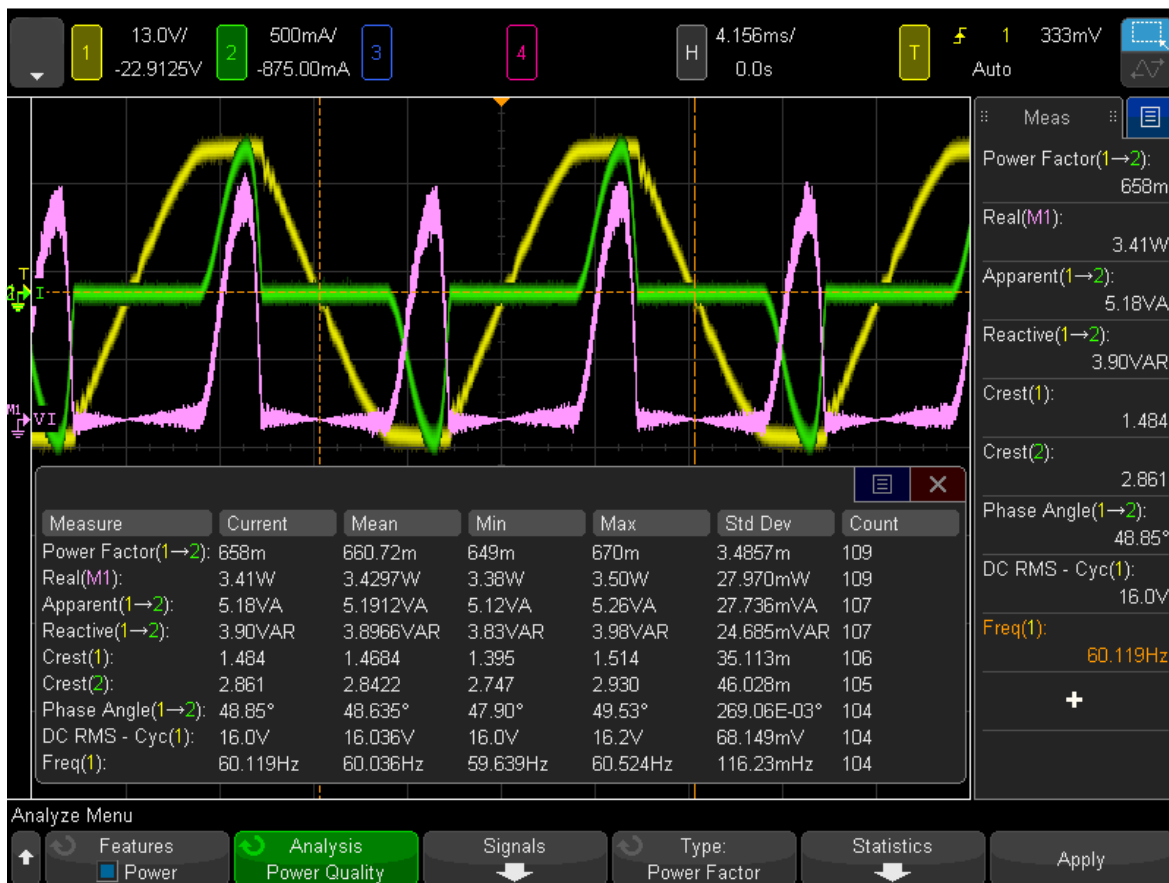 1 13.0V/ 2 500mA/ 3 4 H 4.156ms/ T 1 333mV
-22.9125V -875.00mA 0.0s Auto
Meas
Power Factor(1→2):
658m
Real(M1):
3.41W
Apparent(1→2):
5.18VA
Reactive(1→2):
3.90VAR
Crest(1):
1.484
Crest(2):
2.861
Phase Angle(1→2):
48.85°
DC RMS - Cyc(1):
16.0V
Freq(1):
60.119Hz
+
T
I
M1 VI
Measure Current Mean Min Max Std Dev Count
Power Factor(1→2): 658m 660.72m 649m 670m 3.4857m 109
Real(M1): 3.41W 3.4297W 3.38W 3.50W 27.970mW 109
Apparent(1→2): 5.18VA 5.1912VA 5.12VA 5.26VA 27.736mVA 107
Reactive(1→2): 3.90VAR 3.8966VAR 3.83VAR 3.98VAR 24.685mVAR 107
Crest(1): 1.484 1.4684 1.395 1.514 35.113m 106
Crest(2): 2.861 2.8422 2.747 2.930 46.028m 105
Phase Angle(1→2): 48.85° 48.635° 47.90° 49.53° 269.06E-03° 104
DC RMS - Cyc(1): 16.0V 16.036V 16.0V 16.2V 68.149mV 104
Freq(1): 60.119Hz 60.036Hz 59.639Hz 60.524Hz 116.23mHz 104
Analyze Menu
Features Analysis Signals Type: Statistics Apply
Power Power Quality Power Factor